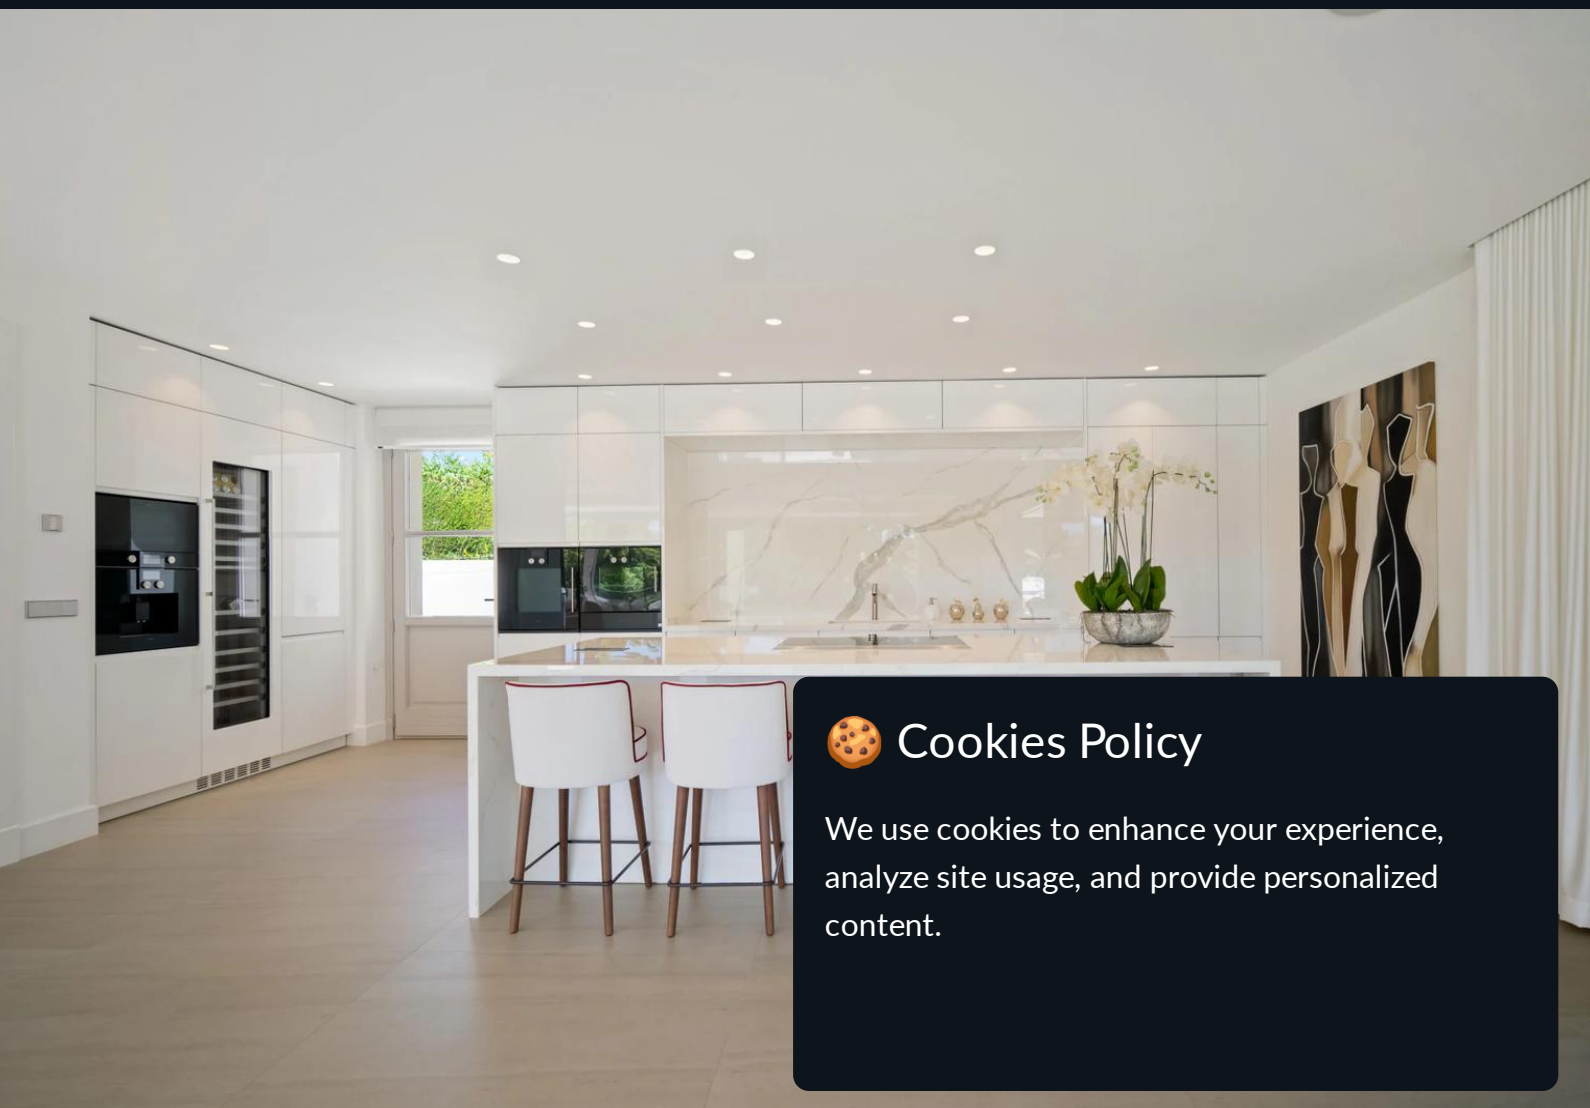 🍪 Cookies Policy
We use cookies to enhance your experience,
analyze site usage, and provide personalized
content.